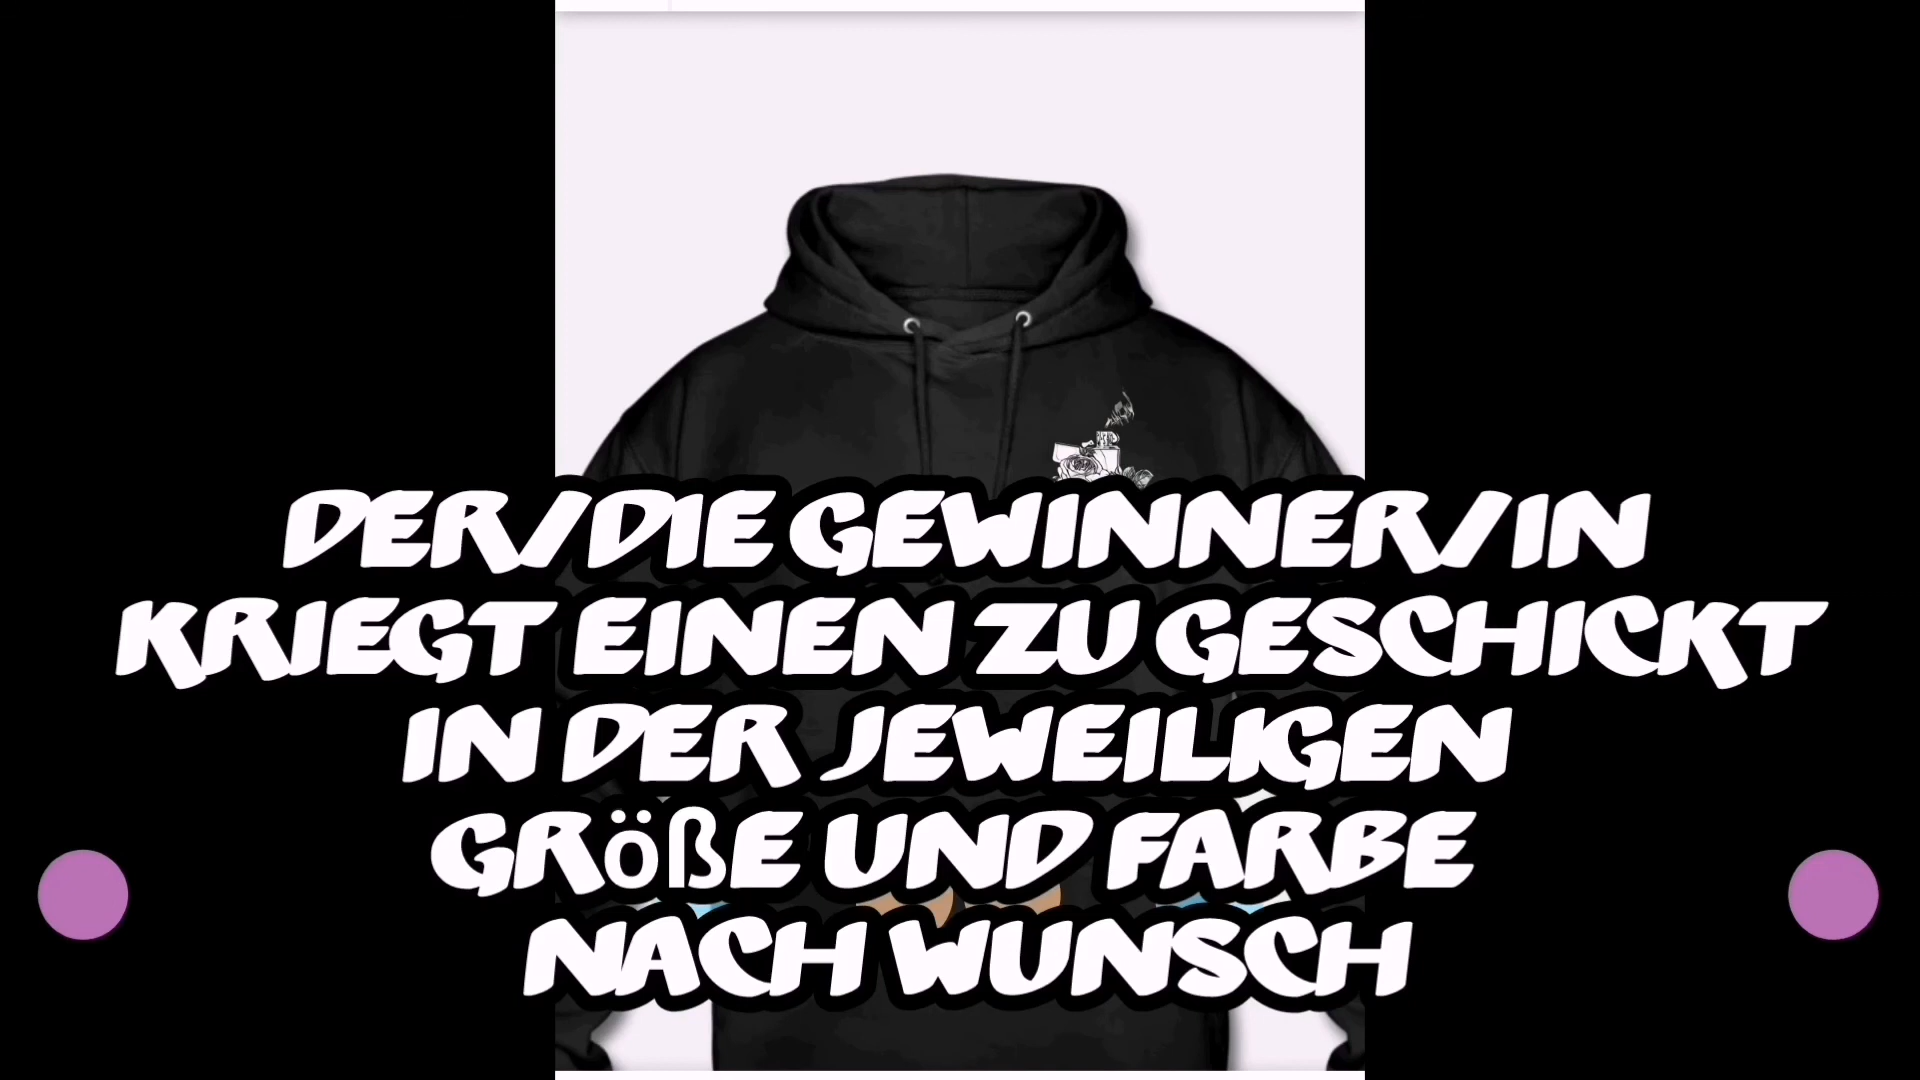 DER/DIE GEWINNER/IN
KRIEGT EINEN ZU GESCHICKT
IN DER JEWEILIGEN
GRößE UND FARBE
NACH WUNSCH